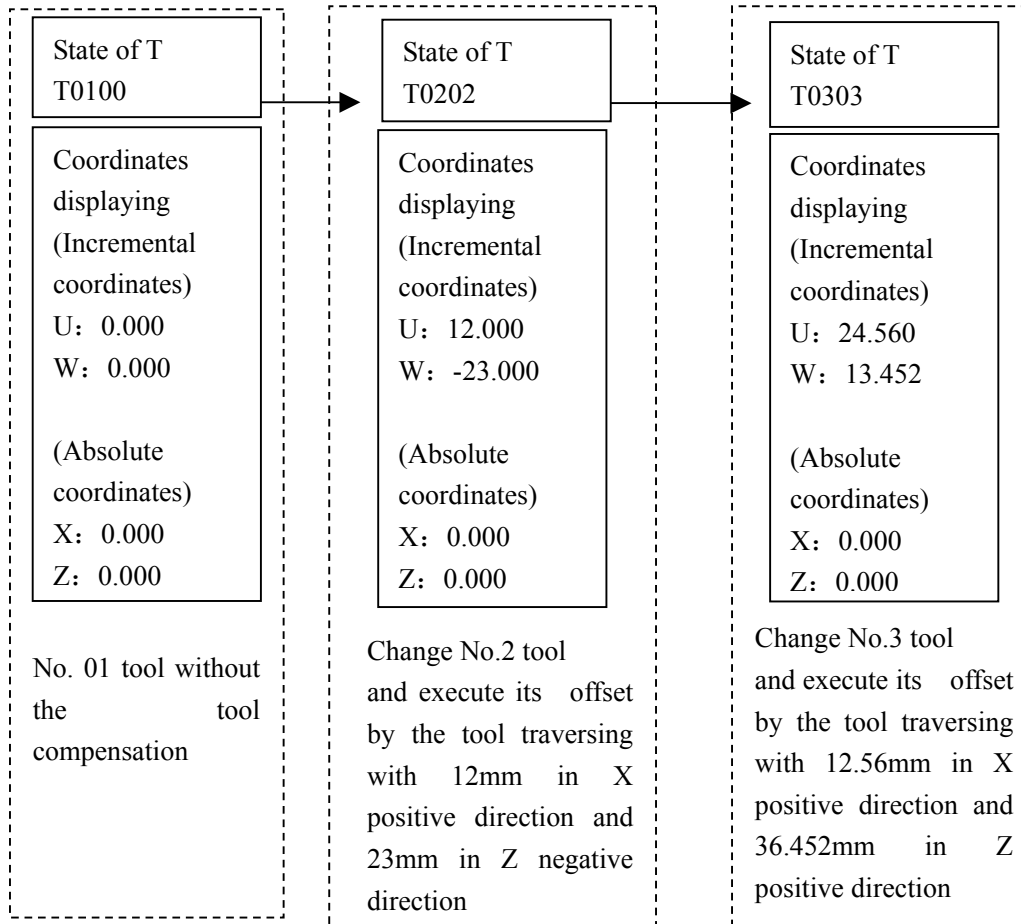 State of T
T0100
Coordinates
displaying
(Incremental
coordinates)
U：0.000
W：0.000
(Absolute
coordinates)
X：0.000
Z：0.000
No. 01 tool without
the tool
compensation
State of T
T0202
Coordinates
displaying
(Incremental
coordinates)
U：12.000
W：-23.000
(Absolute
coordinates)
X：0.000
Z：0.000
Change No.2 tool
and execute its offset
by the tool traversing
with 12mm in X
positive direction and
23mm in Z negative
direction
State of T
T0303
Coordinates
displaying
(Incremental
coordinates)
U：24.560
W：13.452
(Absolute
coordinates)
X：0.000
Z：0.000
Change No.3 tool
and execute its offset
by the tool traversing
with 12.56mm in X
positive direction and
36.452mm in Z
positive direction